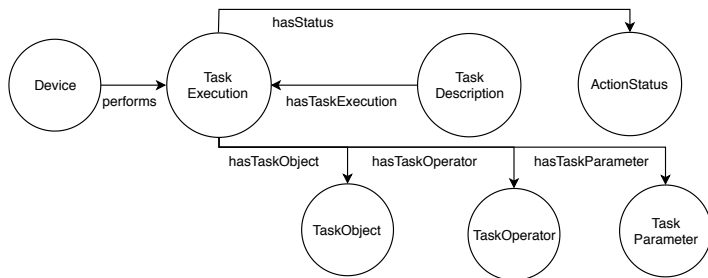 hasStatus
Device
performs
Task
Execution
hasTaskExecution
Task
Description
ActionStatus
hasTaskObject
hasTaskOperator
hasTaskParameter
TaskObject
TaskOperator
Task
Parameter